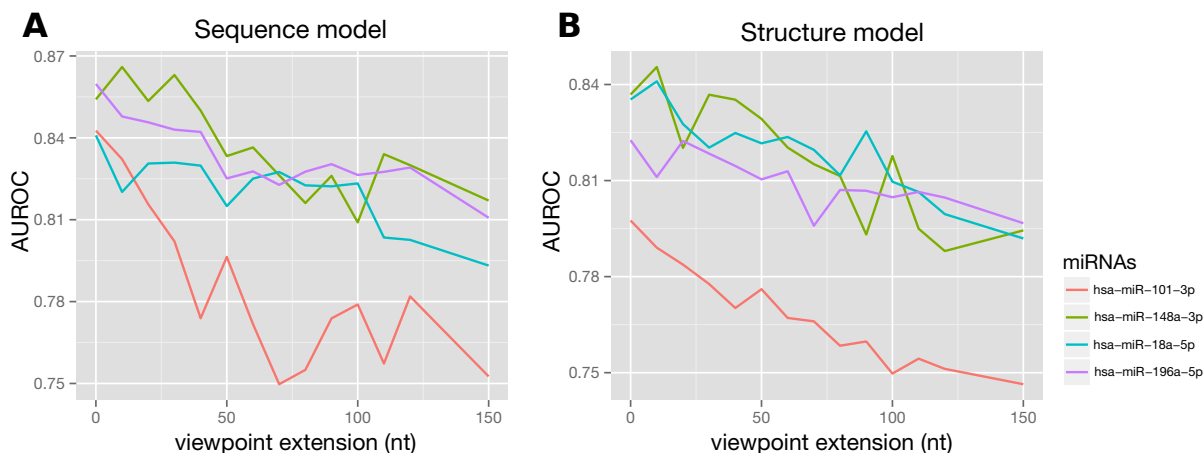 A
Sequence model
0.87
0.84
0.81
0.78
0.75
AUROC
0
50
100
150
viewpoint extension (nt)
B
Structure model
0.84
0.81
0.78
0.75
AUROC
0
50
100
150
viewpoint extension (nt)
miRNAs
hsa−miR−101−3p
hsa−miR−148a−3p
hsa−miR−18a−5p
hsa−miR−196a−5p